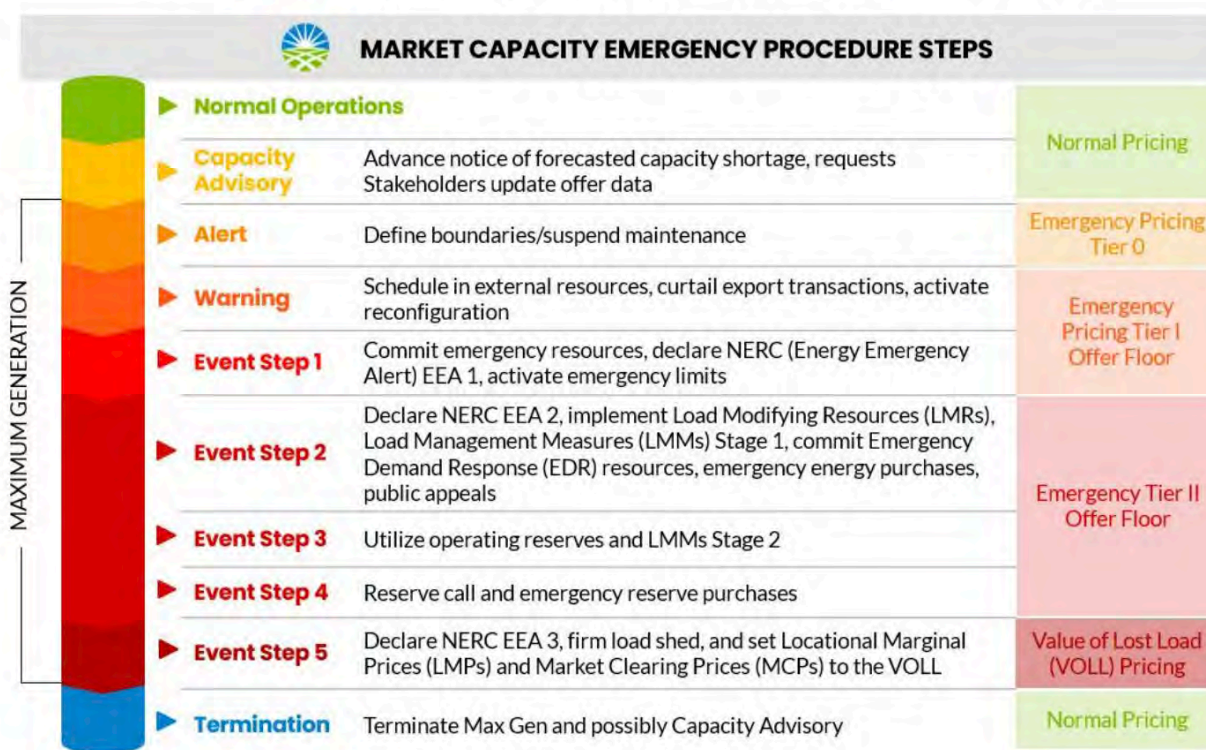 MARKET CAPACITY EMERGENCY PROCEDURE STEPS
Normal Operations
Normal Pricing
Capacity
Advisory
Advance notice of forecasted capacity shortage, requests
Stakeholders update offer data
Alert
Define boundaries/suspend maintenance
Emergency Pricing
Tier 0
MAXIMUM GENERATION
Warning
Schedule in external resources, curtail export transactions, activate
reconfiguration
Emergency
Pricing Tier I
Offer Floor
Event Step 1
Commit emergency resources, declare NERC (Energy Emergency
Alert) EEA 1, activate emergency limits
Event Step 2
Declare NERC EEA 2, implement Load Modifying Resources (LMRs),
Load Management Measures (LMMs) Stage 1, commit Emergency
Demand Response (EDR) resources, emergency energy purchases,
public appeals
Emergency Tier II
Offer Floor
Event Step 3
Utilize operating reserves and LMMs Stage 2
Event Step 4
Reserve call and emergency reserve purchases
Event Step 5
Declare NERC EEA 3, firm load shed, and set Locational Marginal
Prices (LMPs) and Market Clearing Prices (MCPs) to the VOLL
Value of Lost Load
(VOLL) Pricing
Termination
Terminate Max Gen and possibly Capacity Advisory
Normal Pricing